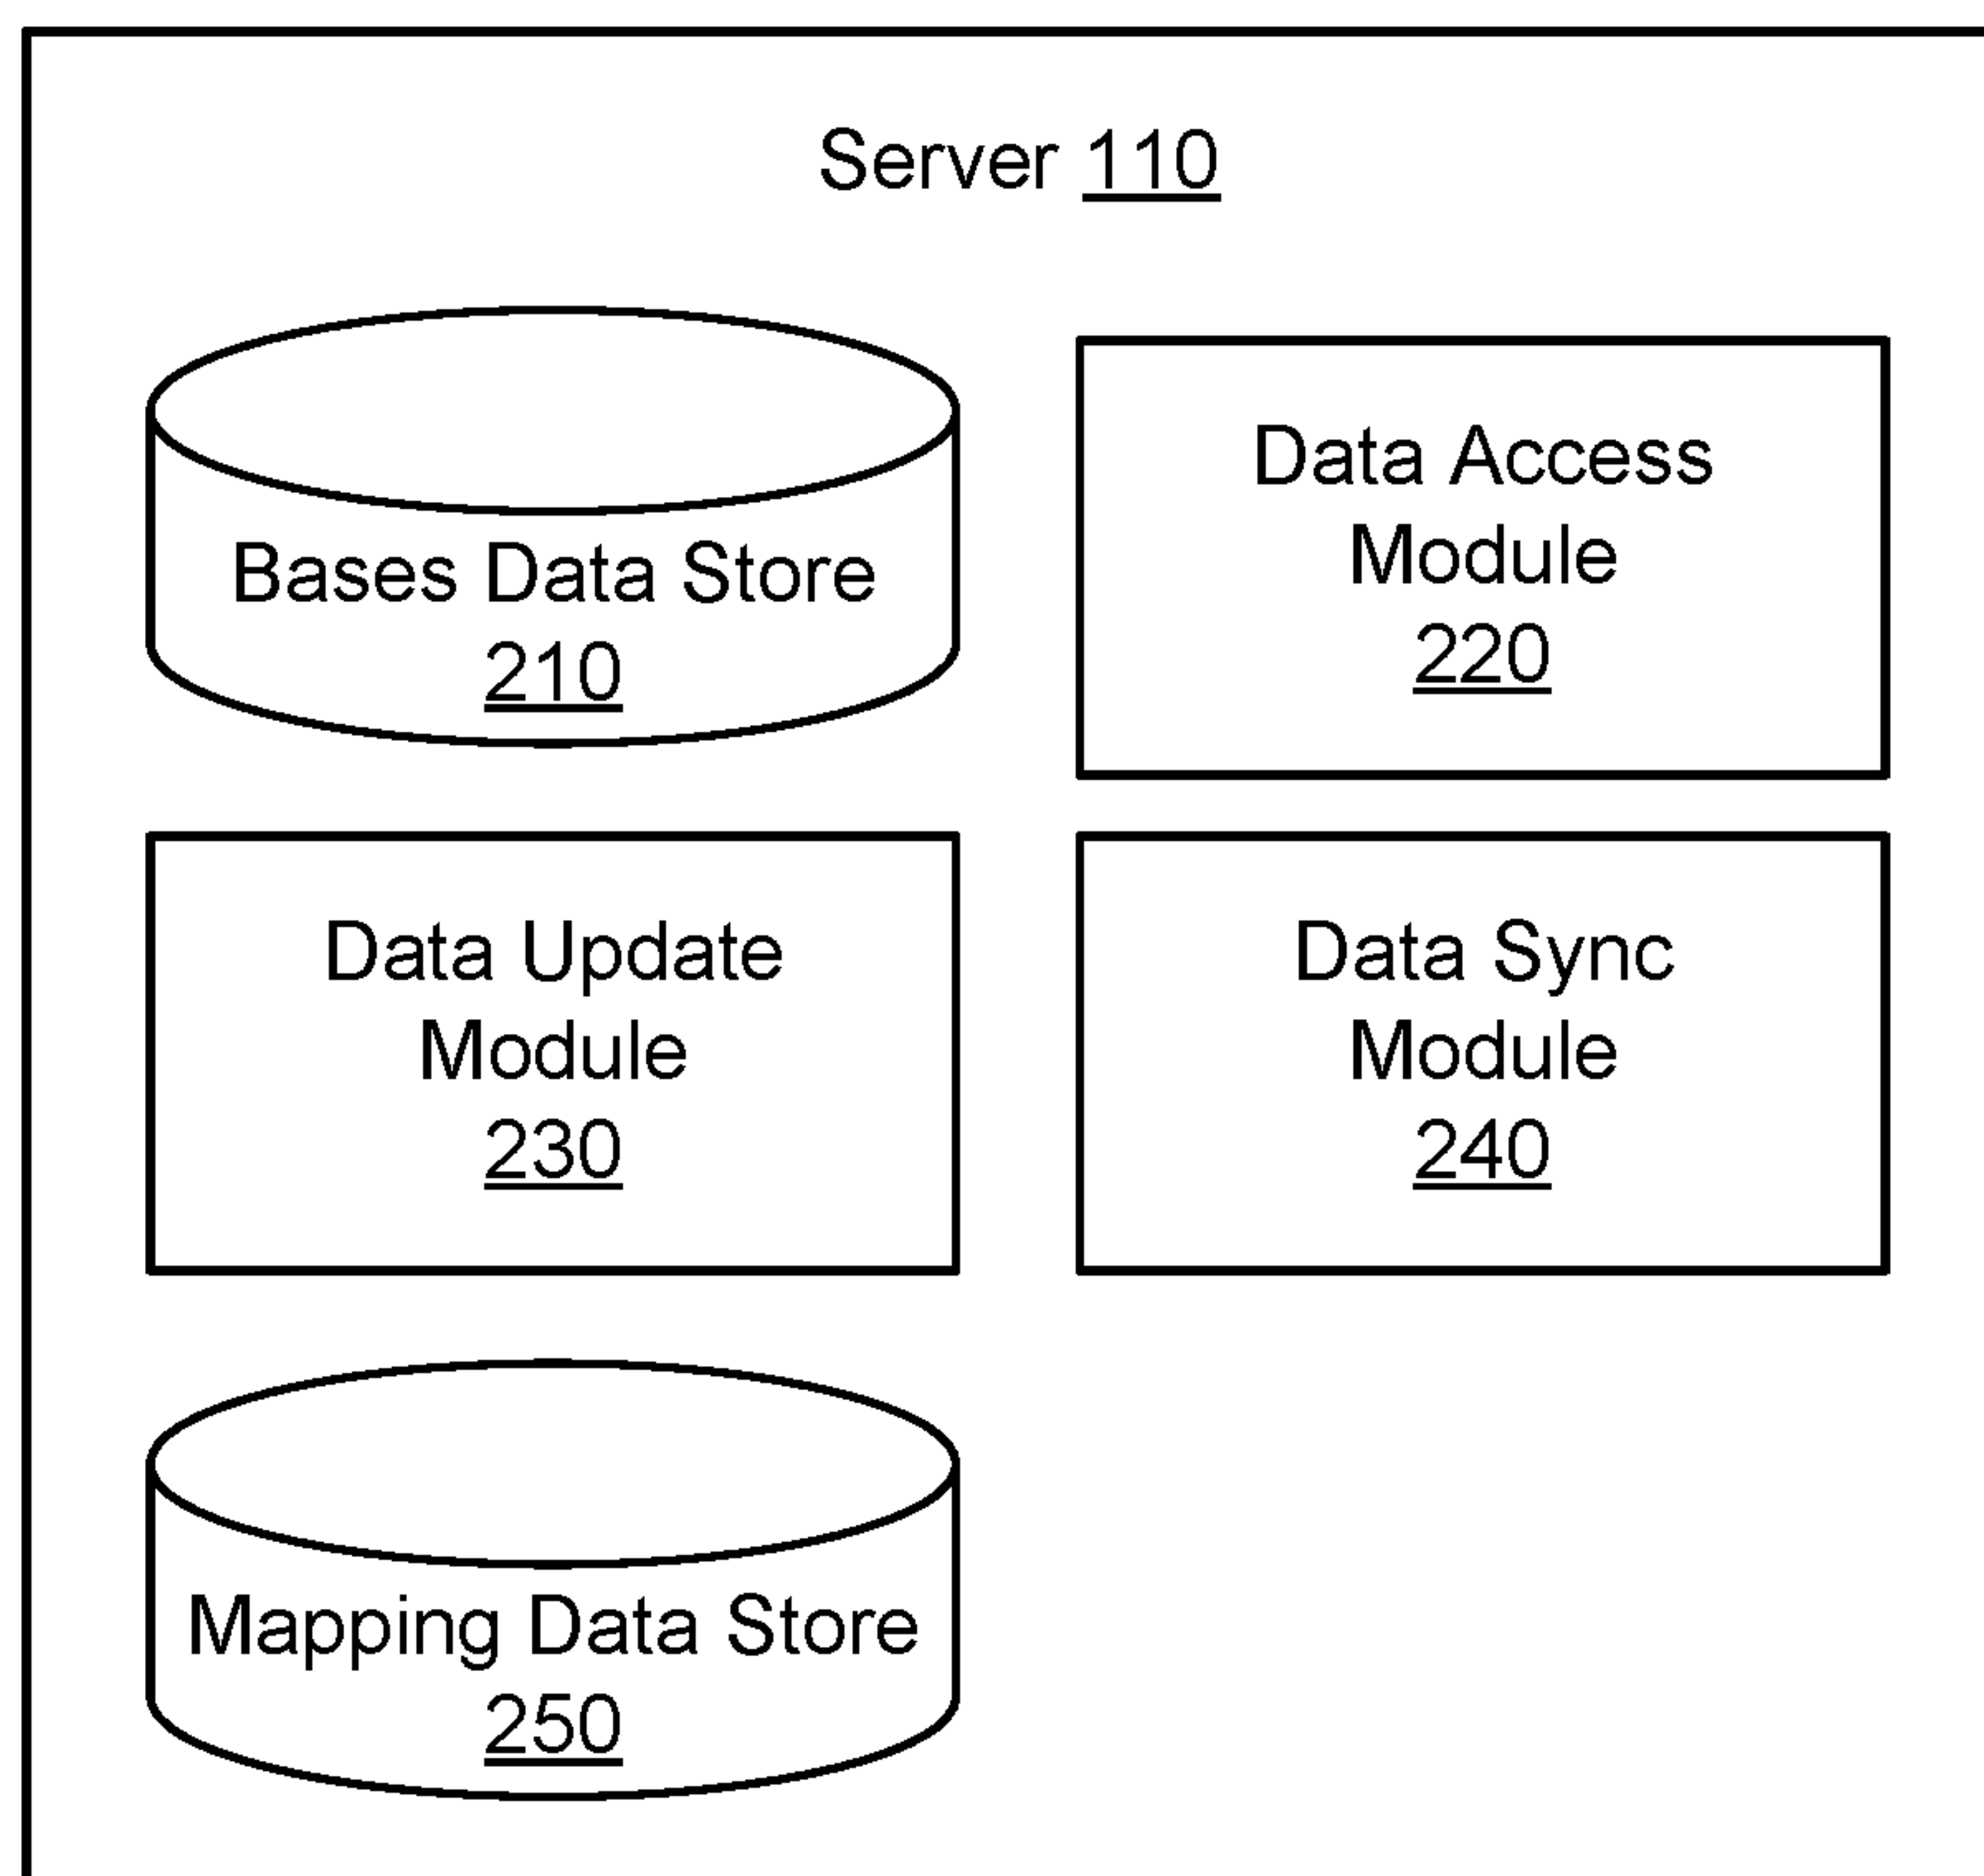 Server 110
Bases Data Store
210
Data Access
Module
220
Data Update
Module
230
Data Sync
Module
240
Mapping Data Store
250